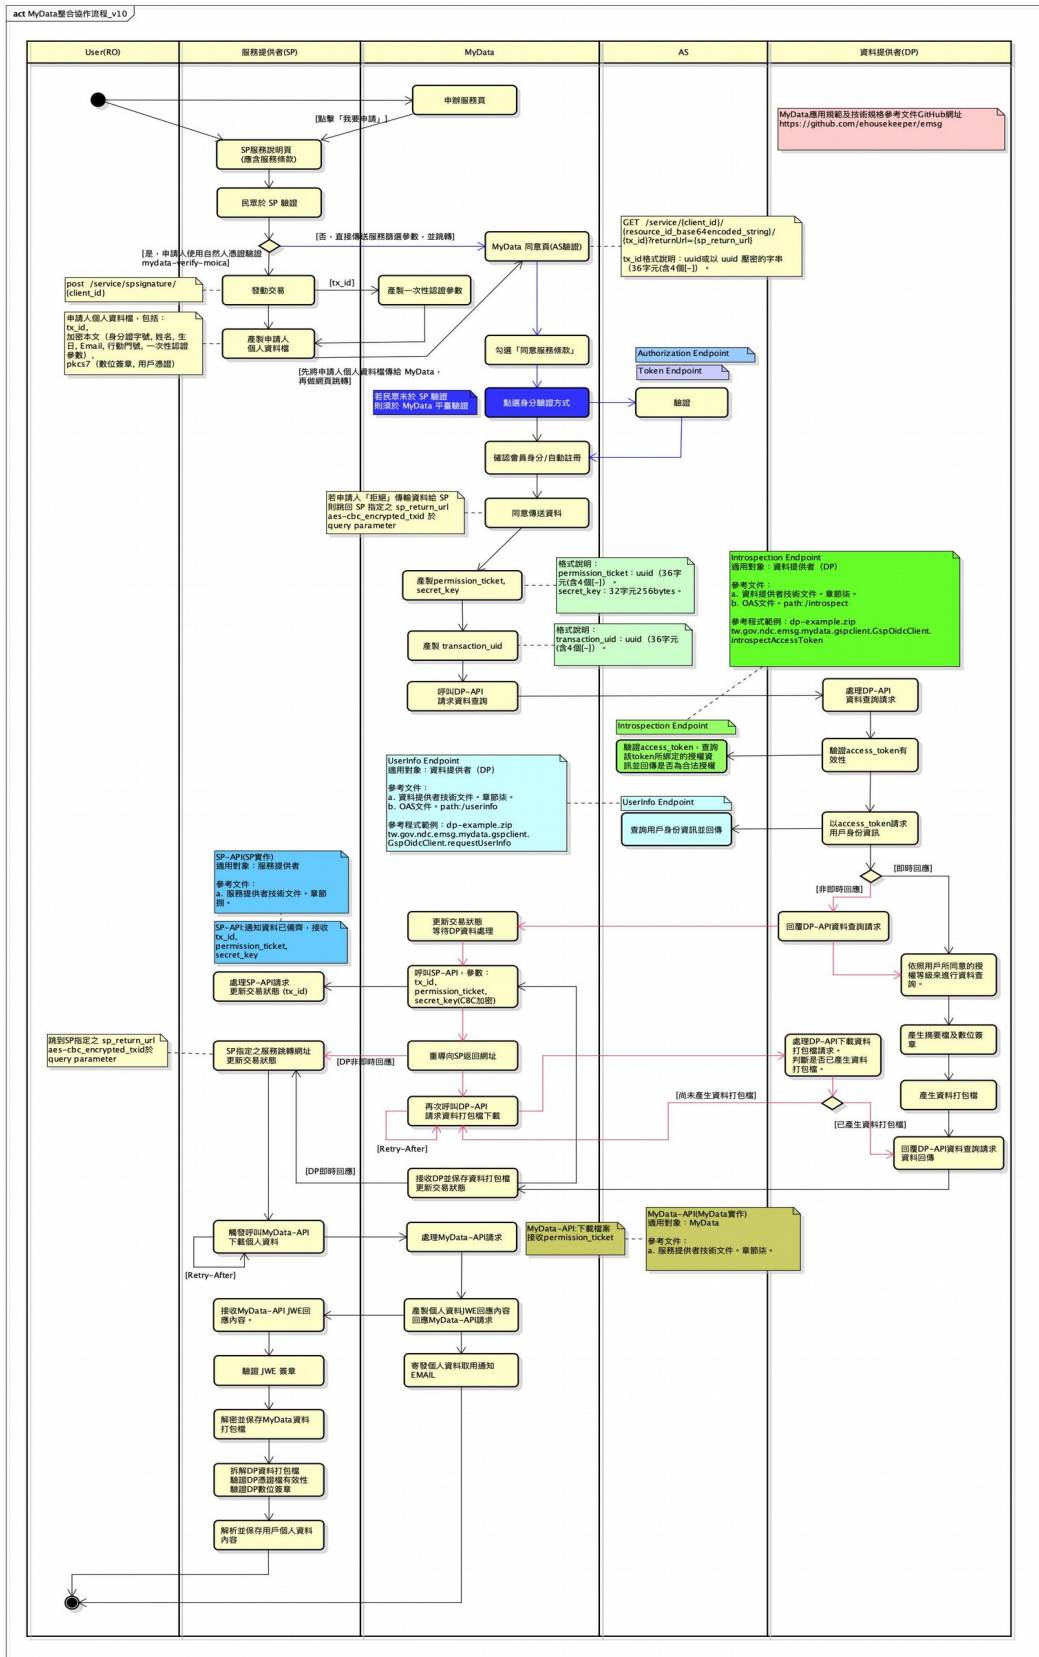 act MyData整合協作流程_v10
User(RO)
服務提供者(SP)
MyData
AS
資料提供者(DP)
申辦服務頁
[點擊「我要申請」]
MyData應用規範及技術規格參考文件GitHub網址
https://github.com/ehousekeeper/emsg
SP服務說明頁
(應含服務條款)
民眾於 SP 驗證
[否，直接傳送服務篩選參數，並跳轉]
[是，申請人使用自然人憑證驗證
mydata-verify-moica]
MyData 同意頁(AS驗證)
GET /service/{client_id}/
{resource_id_base64encoded_string}/
{tx_id}?returnUrl={sp_return_url}
tx_id格式說明：uuid或以 uuid 壓密的字串
（36字元(含4個[-]）。
post /service/spsignature/
{client_id}
發動交易
[tx_id]
產製一次性認證參數
申請人個人資料檔，包括：
tx_id,
加密本文（身分證字號, 姓名, 生
日, Email, 行動門號, 一次性認證
參數）,
pkcs7（數位簽章, 用戶憑證）
產製申請人
個人資料檔
[先將申請人個人資料檔傳給 MyData，
再做網頁跳轉]
勾選「同意服務條款」
Authorization Endpoint
Token Endpoint
若民眾未於 SP 驗證
則須於 MyData 平臺驗證
點選身分驗證方式
驗證
確認會員身分/自動註冊
若申請人「拒絕」傳輸資料給 SP
則跳回 SP 指定之 sp_return_url
aes-cbc_encrypted_txid 於
query parameter
同意傳送資料
產製permission_ticket,
secret_key
格式說明：
permission_ticket：uuid（36字
元(含4個[-]）。
secret_key：32字元256bytes。
Introspection Endpoint
適用對象：資料提供者（DP）
參考文件：
a. 資料提供者技術文件。章節柒。
b. OAS文件。path:/introspect
參考程式範例：dp-example.zip
tw.gov.ndc.emsg.mydata.gspclient.GspOidcClient.
introspectAccessToken
產製 transaction_uid
格式說明：
transaction_uid：uuid（36字元
(含4個[-]）。
呼叫DP-API
請求資料查詢
處理DP-API
資料查詢請求
Introspection Endpoint
驗證access_token，查詢
該token所綁定的授權資
訊並回傳是否為合法授權
驗證access_token有
效性
UserInfo Endpoint
適用對象：資料提供者（DP）
參考文件：
a. 資料提供者技術文件。章節柒。
b. OAS文件。path:/userinfo
參考程式範例：dp-example.zip
tw.gov.ndc.emsg.mydata.gspclient.
GspOidcClient.requestUserInfo
UserInfo Endpoint
查詢用戶身份資訊並回傳
以access_token請求
用戶身份資訊
SP-API(SP實作)
適用對象：服務提供者
參考文件：
a. 服務提供者技術文件。章節
捌。
[即時回應]
[非即時回應]
SP-API:通知資料已備齊，接收
tx_id,
permission_ticket,
secret_key
更新交易狀態
等待DP資料處理
回覆DP-API資料查詢請求
處理SP-API請求
更新交易狀態 (tx_id)
呼叫SP-API，參數：
tx_id,
permission_ticket,
secret_key(CBC加密)
依照用戶所同意的授
權等級來進行資料查
詢。
跳到SP指定之 sp_return_url
aes-cbc_encrypted_txid於
query parameter
SP指定之服務跳轉網址
更新交易狀態
[DP非即時回應]
重導向SP返回網址
處理DP-API下載資料
打包檔請求。
判斷是否已產生資料
打包檔。
產生摘要檔及數位簽
章
再次呼叫DP-API
請求資料打包檔下載
[尚未產生資料打包檔]
產生資料打包檔
[已產生資料打包檔]
[Retry-After]
回覆DP-API資料查詢請求
資料回傳
[DP即時回應]
接收DP並保存資料打包檔
更新交易狀態
觸發呼叫MyData-API
下載個人資料
處理MyData-API請求
MyData-API:下載檔案
接收permission_ticket
MyData-API(MyData實作)
適用對象：MyData
參考文件：
a. 服務提供者技術文件。章節柒。
[Retry-After]
接收MyData-API JWE回
應內容。
產製個人資料JWE回應內容
回應MyData-API請求
驗證 JWE 簽章
寄發個人資料取用通知
EMAIL
解密並保存MyData資料
打包檔
拆解DP資料打包檔
驗證DP憑證檔有效性
驗證DP數位簽章
解析並保存用戶個人資料
內容